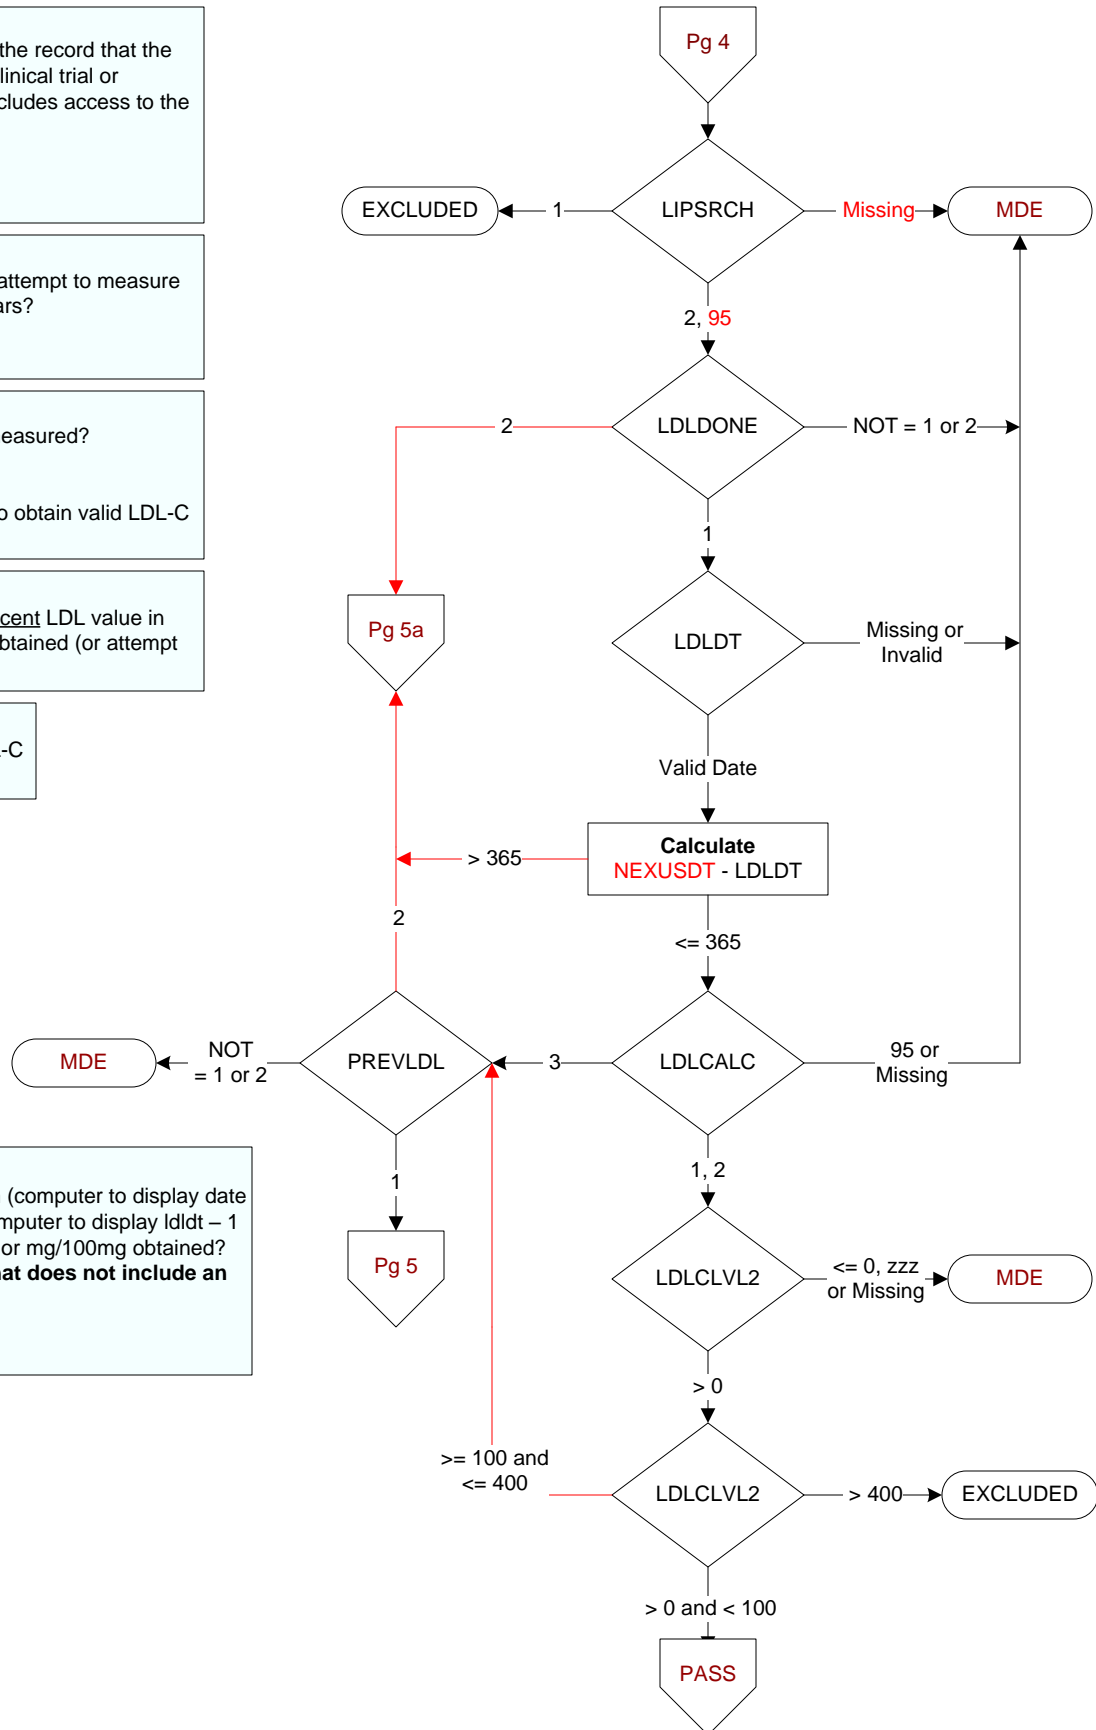 the record that the
linical trial or
cludes access to the
attempt to measure
ars?
easured?
o obtain valid LDL-C
cent LDL value in
btained (or attempt
-C
(computer to display date
mputer to display ldldt – 1
or mg/100mg obtained?
hat does not include an
Pg 4
EXCLUDED
1
LIPSRCH
Missing
MDE
2, 95
2
LDLDONE
NOT = 1 or 2
1
Pg 5a
LDLDT
Missing or
Invalid
Valid Date
> 365
Calculate
NEXUSDT - LDLDT
2
<= 365
MDE
NOT
= 1 or 2
PREVLDL
3
LDLCALC
95 or
Missing
1
1, 2
Pg 5
LDLCLVL2
<= 0, zzz
or Missing
MDE
> 0
>= 100 and
<= 400
LDLCLVL2
> 400
EXCLUDED
> 0 and < 100
PASS